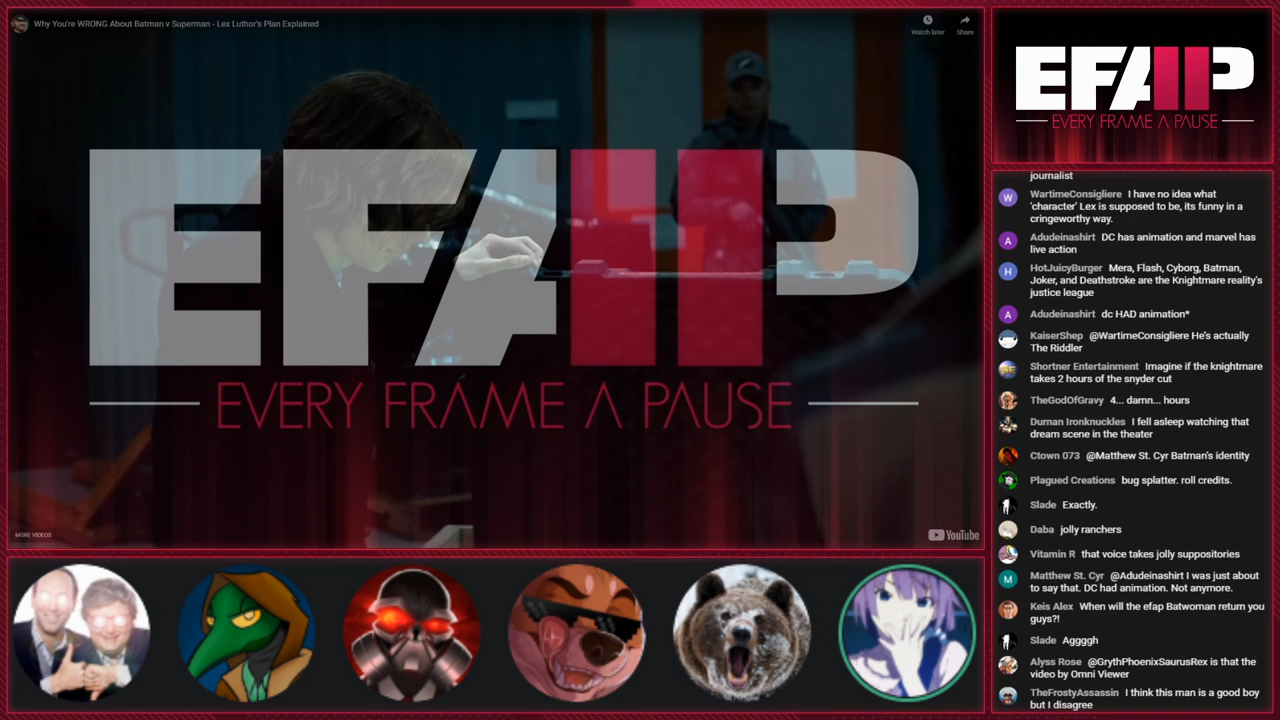 Why You're WRONG About Batman v Superman - Lex Luthor's Plan Explained
Watch later
Share
EFAP
EVERY FRAME A PAUSE
MORE VIDEOS
YouTube
EFAP
EVERY FRAME A PAUSE
journalist
WartimeConsigliere I have no idea what
'character' Lex is supposed to be, its funny in a
cringeworthy way.
Adudeinashirt DC has animation and marvel has
live action
HotJuicyBurger Mera, Flash, Cyborg, Batman,
Joker, and Deathstroke are the Knightmare reality's
justice league
Adudeinashirt dc HAD animation*
KaiserShep @WartimeConsigliere He's actually
The Riddler
Shortner Entertainment Imagine if the knightmare
takes 2 hours of the snyder cut
TheGodOfGravy 4... damn... hours
Durnan Ironknuckles I fell asleep watching that
dream scene in the theater
Ctown 073 @Matthew St. Cyr Batman's identity
Plagued Creations bug splatter. roll credits.
Slade Exactly.
Daba jolly ranchers
Vitamin R that voice takes jolly suppositories
Matthew St. Cyr @Adudeinashirt I was just about
to say that. DC had animation. Not anymore.
Keis Alex When will the efap Batwoman return you
guys?!
Slade Aggggh
Alyss Rose @GrythPhoenixSaurusRex is that the
video by Omni Viewer
TheFrostyAssassin I think this man is a good boy
but I disagree